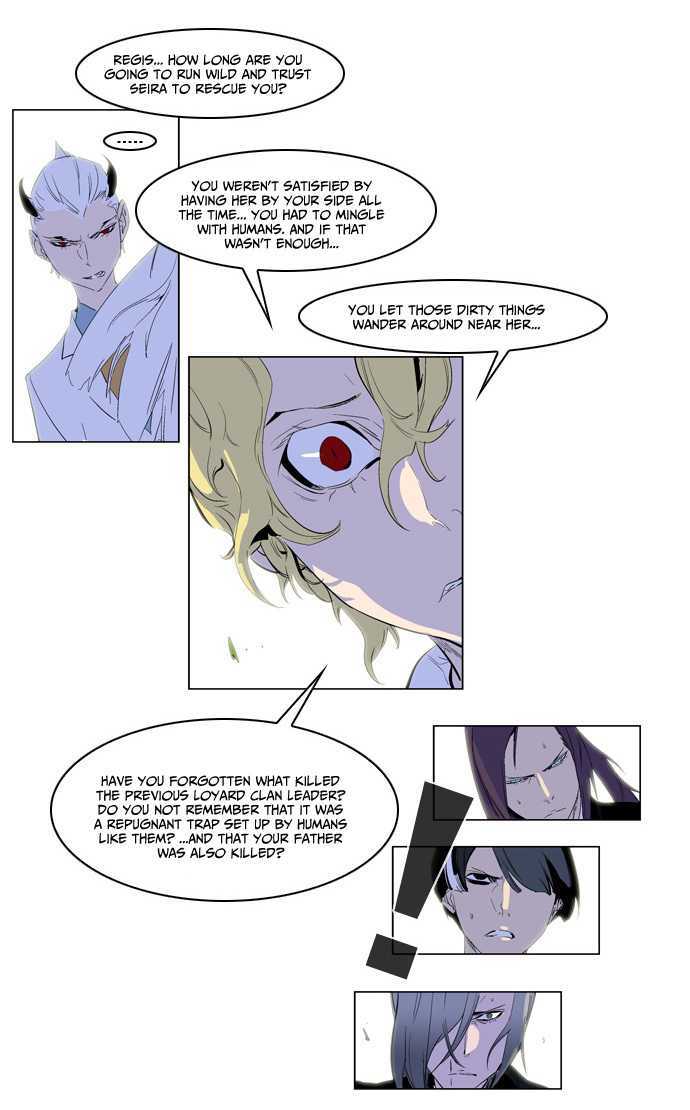 REGIS... HOW LONG ARE YOU
GOING TO RUN WILD AND TRUST
SEIRA TO RESCUE YOU?
-----
YOU WEREN'T SATISFIED BY
HAVING HER BY YOUR SIDE ALL
THE TIME... YOU HAD TO MINGLE
WITH HUMANS. AND IF THAT
WASN'T ENOUGH...
YOU LET THOSE DIRTY THINGS
WANDER AROUND NEAR HER...
HAVE YOU FORGOTTEN WHAT KILLED
THE PREVIOUS LOYARD CLAN LEADER?
DO YOU NOT REMEMBER THAT IT WAS
A REPUGNANT TRAP SET UP BY HUMANS
LIKE THEM? ...AND THAT YOUR FATHER
WAS ALSO KILLED?
!